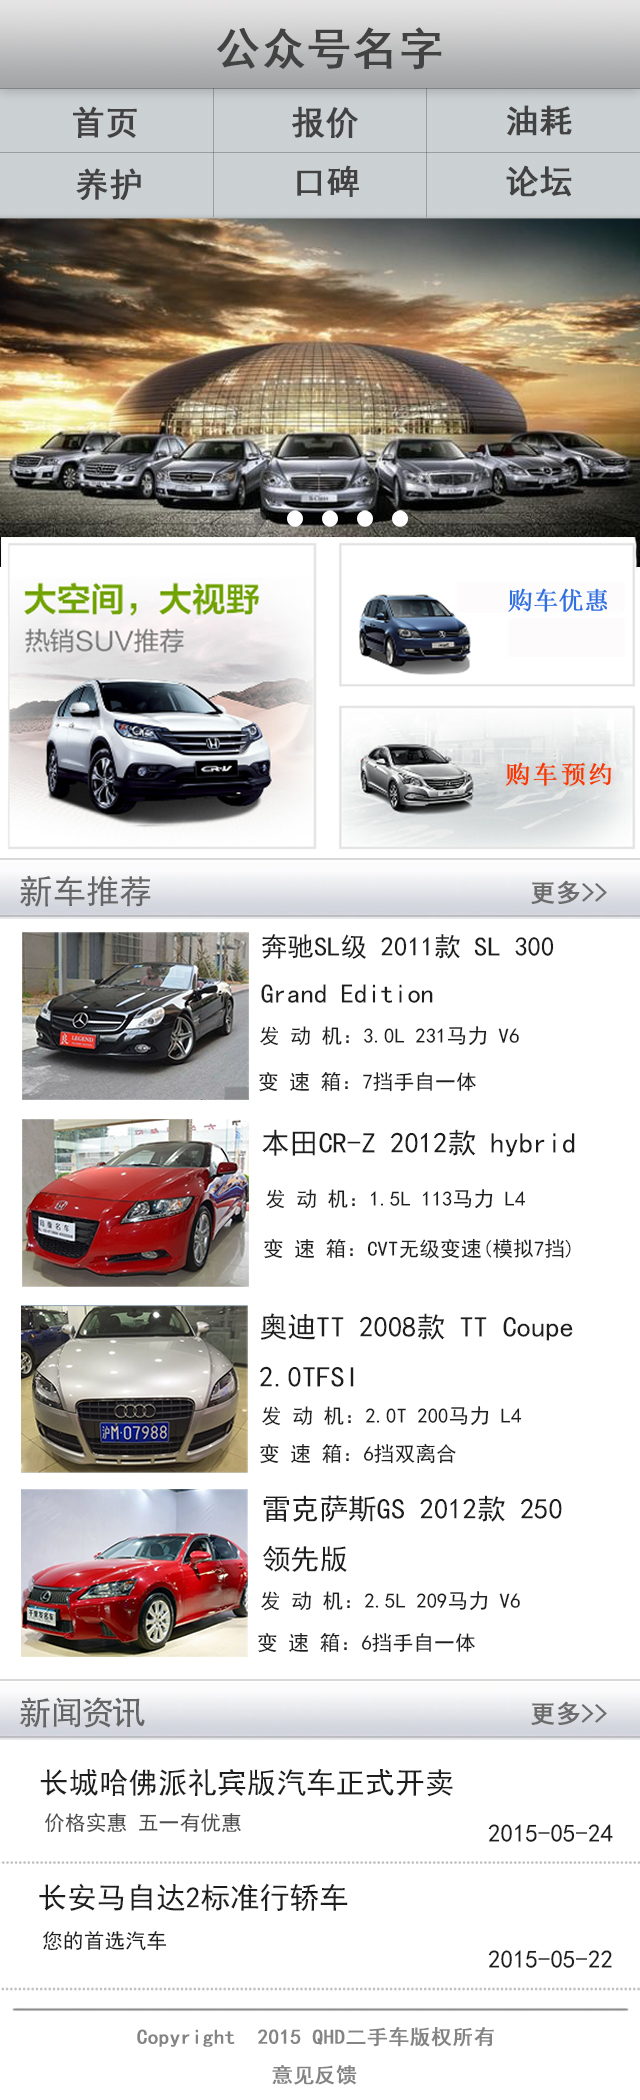 公众号名字
首页 报价 油耗
养护 口碑 论坛
大空间，大视野
热销SUV推荐
CR-V
购车优惠
购车预约
新车推荐 更多>>
奔驰SL级 2011款 SL 300
Grand Edition
发 动 机：3.0L 231马力 V6
变 速 箱：7挡手自一体
LEGEND
本田CR-Z 2012款 hybrid
发 动 机：1.5L 113马力 L4
变 速 箱：CVT无级变速(模拟7挡)
奥迪TT 2008款 TT Coupe
2.0TFSI
发 动 机：2.0T 200马力 L4
变 速 箱：6挡双离合
沪M·07988
雷克萨斯GS 2012款 250
领先版
发 动 机：2.5L 209马力 V6
变 速 箱：6挡手自一体
新闻资讯 更多>>
长城哈佛派礼宾版汽车正式开卖
价格实惠 五一有优惠
2015-05-24
长安马自达2标准行轿车
您的首选汽车
2015-05-22
Copyright 2015 QHD二手车版权所有
意见反馈